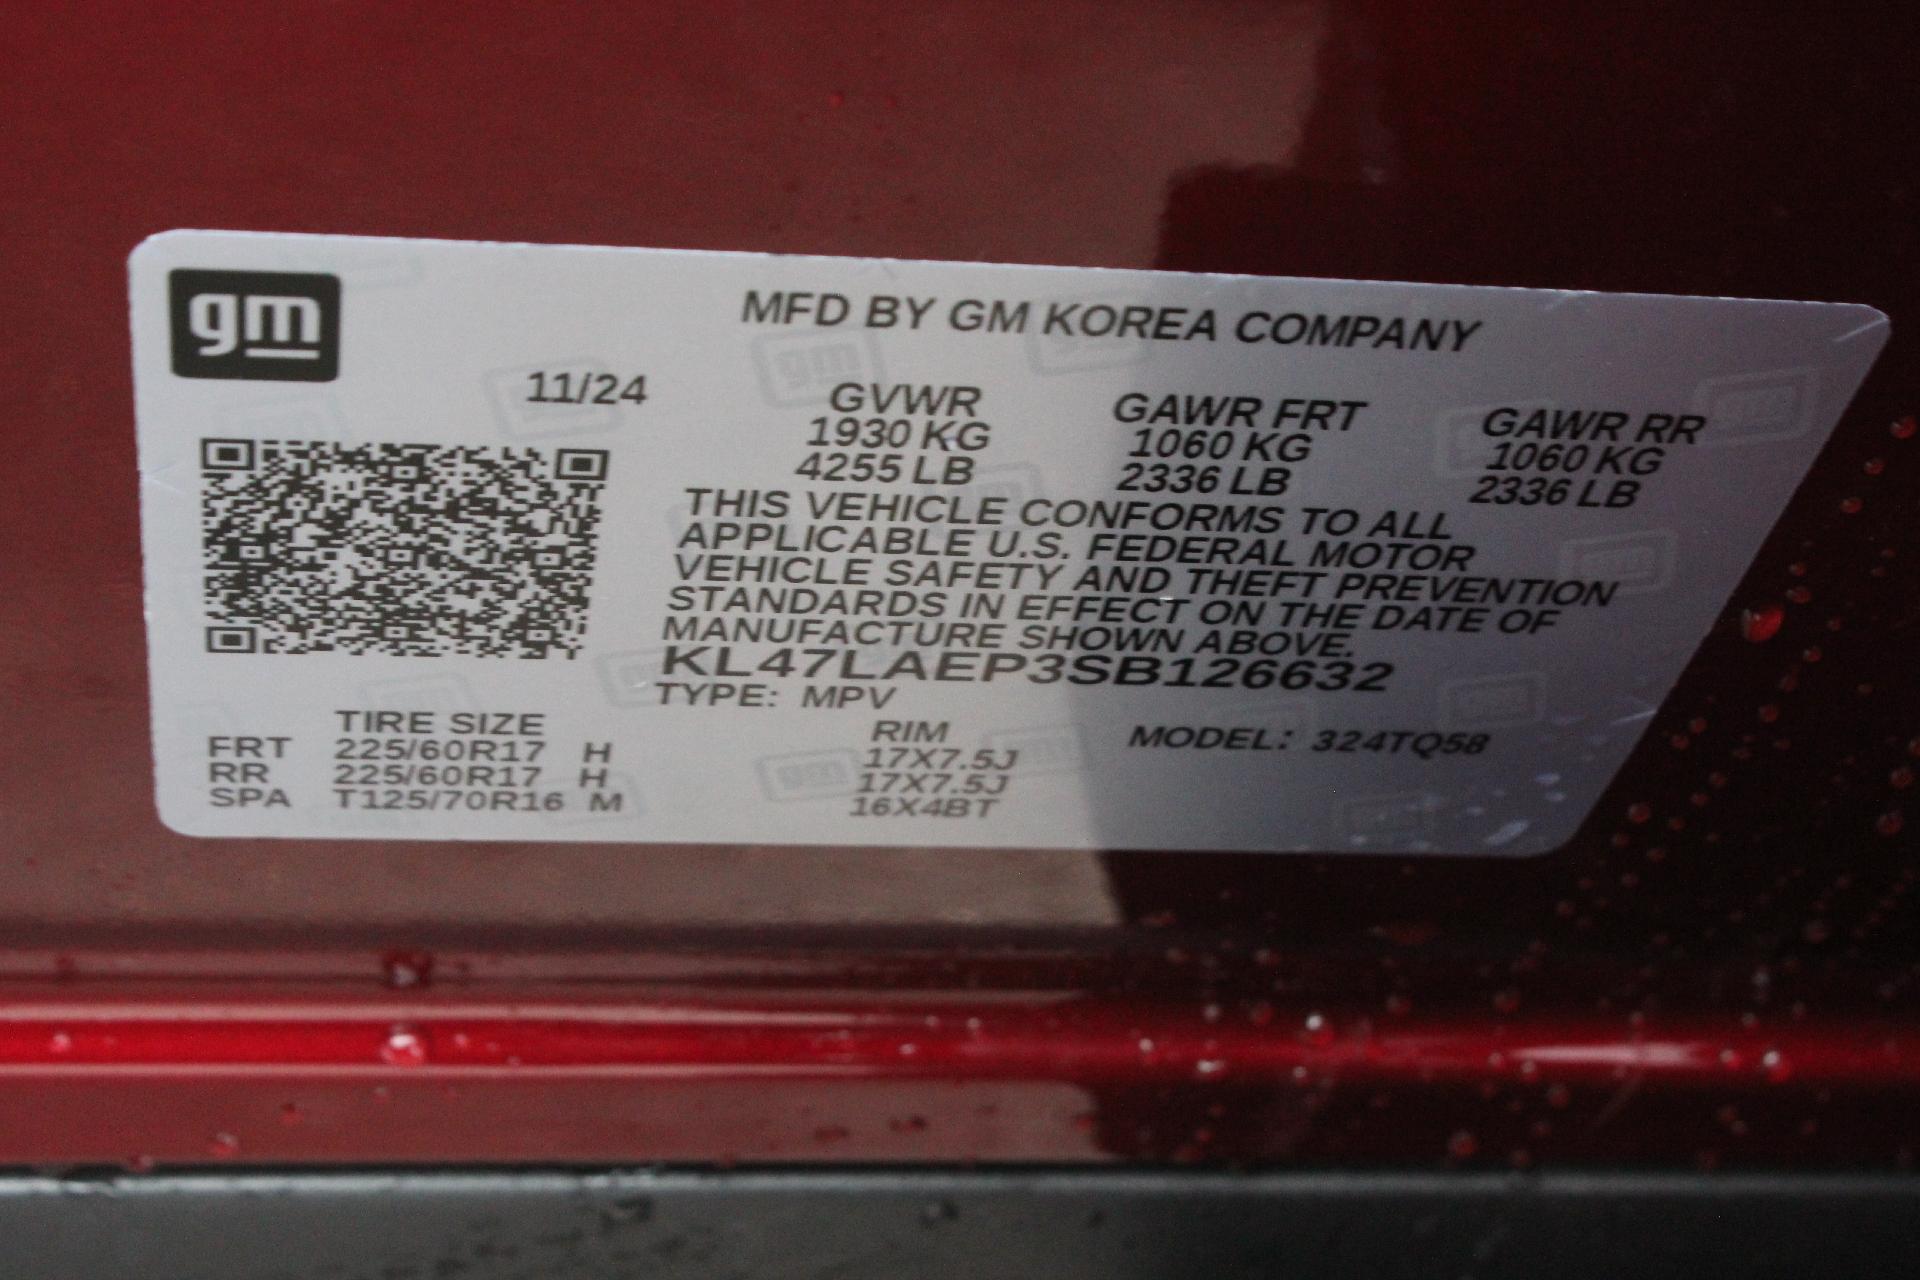 gm
MFD BY GM KOREA COMPANY
11/24
GVWR GAWR FRT GAWR RR
1930 KG 1060 KG 1060 KG
4255 LB 2336 LB 2336 LB
THIS VEHICLE CONFORMS TO ALL
APPLICABLE U.S. FEDERAL MOTOR
VEHICLE SAFETY AND THEFT PREVENTION
STANDARDS IN EFFECT ON THE DATE OF
MANUFACTURE SHOWN ABOVE.
KL47LAEP3SB126632
TYPE: MPV
TIRE SIZE RIM MODEL: 324TQ58
FRT 225/60R17 H 17X7.5J
RR 225/60R17 H 17X7.5J
SPA T125/70R16 M 16X4BT